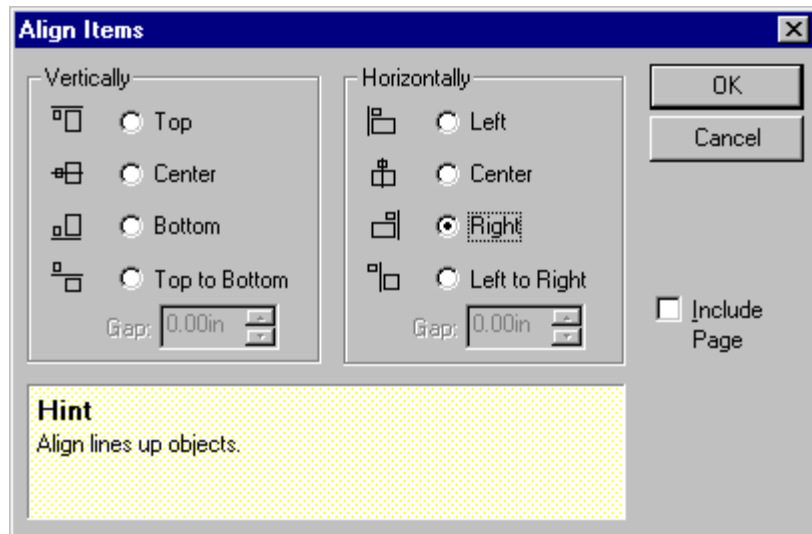 Align Items
Vertically
Top
Center
Bottom
Top to Bottom
Gap: 0.00in
Horizontally
Left
Center
Right
Left to Right
Gap: 0.00in
OK
Cancel
Include
Page
Hint
Align lines up objects.